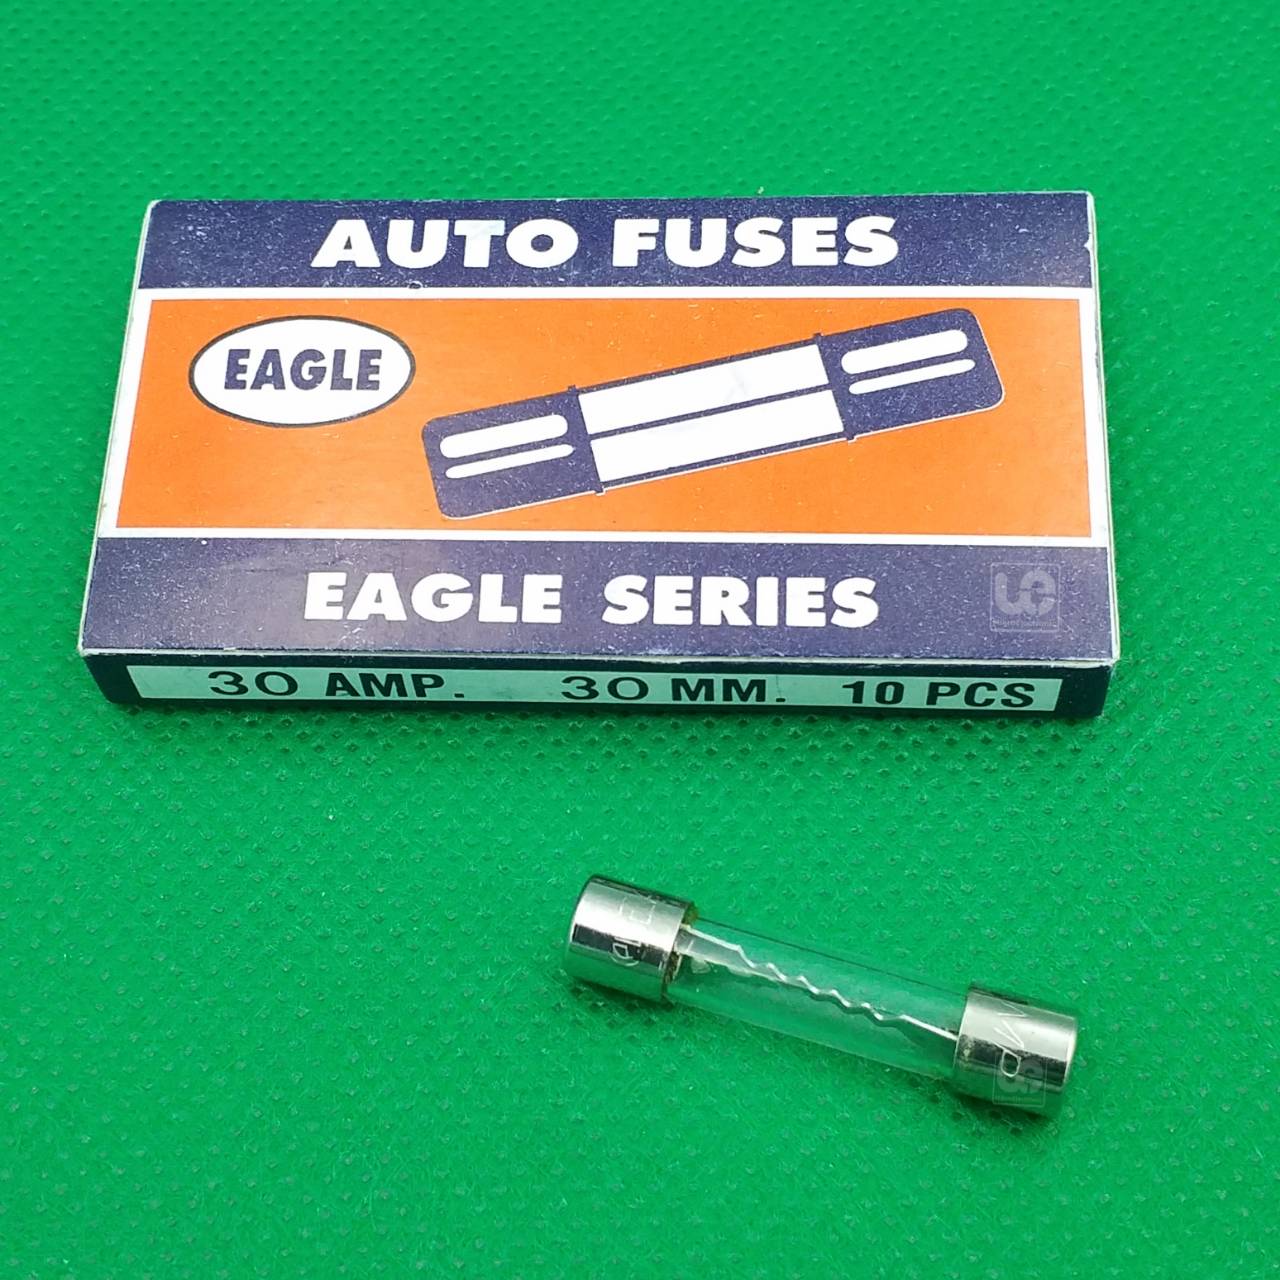 AUTO FUSES
EAGLE
EAGLE SERIES
30 AMP. 30 MM. 10 PCS